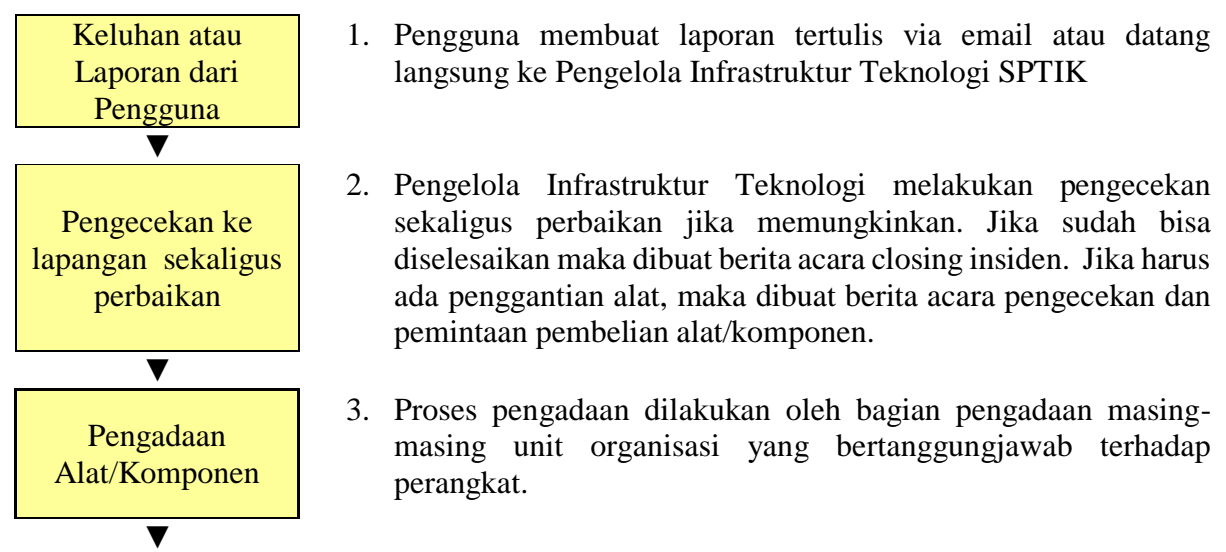 Keluhan atau
Laporan dari
Pengguna
1. Pengguna membuat laporan tertulis via email atau datang
langsung ke Pengelola Infrastruktur Teknologi SPTIK
▼
Pengecekan ke
lapangan sekaligus
perbaikan
2. Pengelola Infrastruktur Teknologi melakukan pengecekan
sekaligus perbaikan jika memungkinkan. Jika sudah bisa
diselesaikan maka dibuat berita acara closing insiden. Jika harus
ada penggantian alat, maka dibuat berita acara pengecekan dan
pemintaan pembelian alat/komponen.
▼
Pengadaan
Alat/Komponen
3. Proses pengadaan dilakukan oleh bagian pengadaan masing-
masing unit organisasi yang bertanggungjawab terhadap
perangkat.
▼